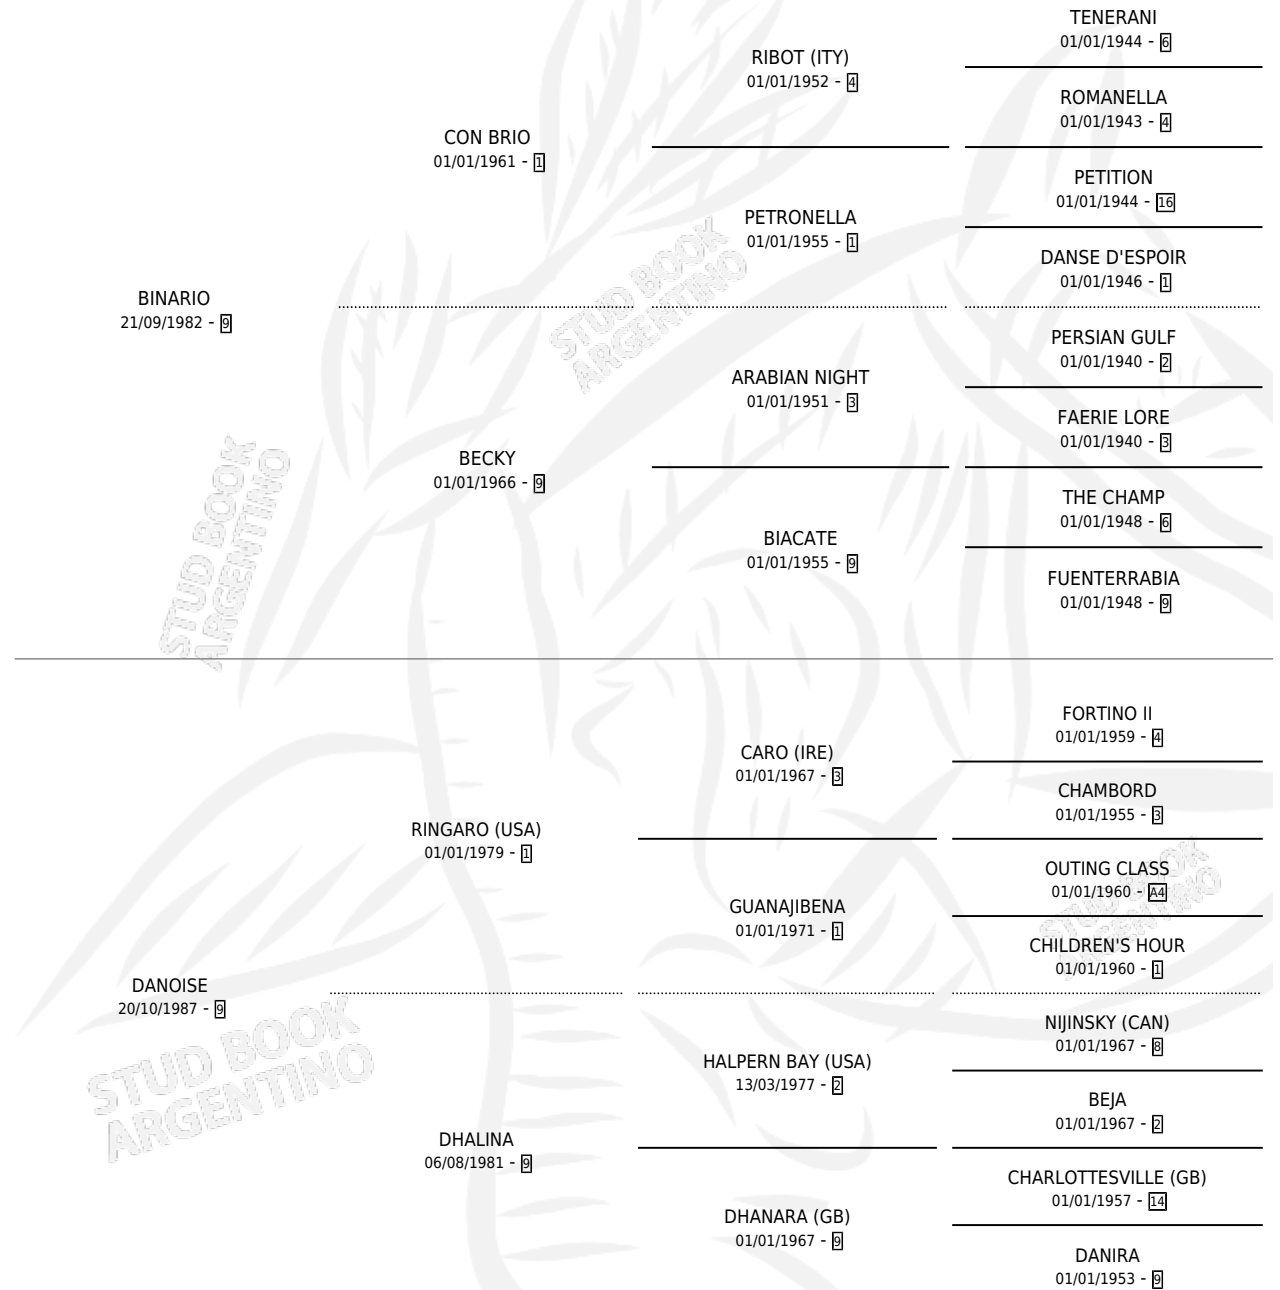 TENERANI
01/01/1944 - 6
RIBOT (ITY)
01/01/1952 - 4
ROMANELLA
01/01/1943 - 4
CON BRIO
01/01/1961 - 1
PETITION
01/01/1944 - 16
PETRONELLA
01/01/1955 - 1
DANSE D'ESPOIR
01/01/1946 - 1
STUD BOOK
ARGENTINO
BINARIO
21/09/1982 - 9
PERSIAN GULF
01/01/1940 - 2
ARABIAN NIGHT
01/01/1951 - 3
FAERIE LORE
01/01/1940 - 3
BECKY
01/01/1966 - 9
THE CHAMP
01/01/1948 - 6
BIACATE
01/01/1955 - 9
FUENTERRABIA
01/01/1948 - 9
STUD BOOK
ARGENTINO
FORTINO II
01/01/1959 - 4
CARO (IRE)
01/01/1967 - 3
CHAMBORD
01/01/1955 - 3
RINGARO (USA)
01/01/1979 - 1
OUTING CLASS
01/01/1960 - A4
GUANAJIBENA
01/01/1971 - 1
CHILDREN'S HOUR
01/01/1960 - 1
STUD BOOK
ARGENTINO
DANOISE
20/10/1987 - 9
NIJINSKY (CAN)
01/01/1967 - 8
HALPERN BAY (USA)
13/03/1977 - 2
BEJA
01/01/1967 - 2
STUD BOOK
ARGENTINO
DHALINA
06/08/1981 - 9
CHARLOTTESVILLE (GB)
01/01/1957 - 14
DHANARA (GB)
01/01/1967 - 9
DANIRA
01/01/1953 - 9